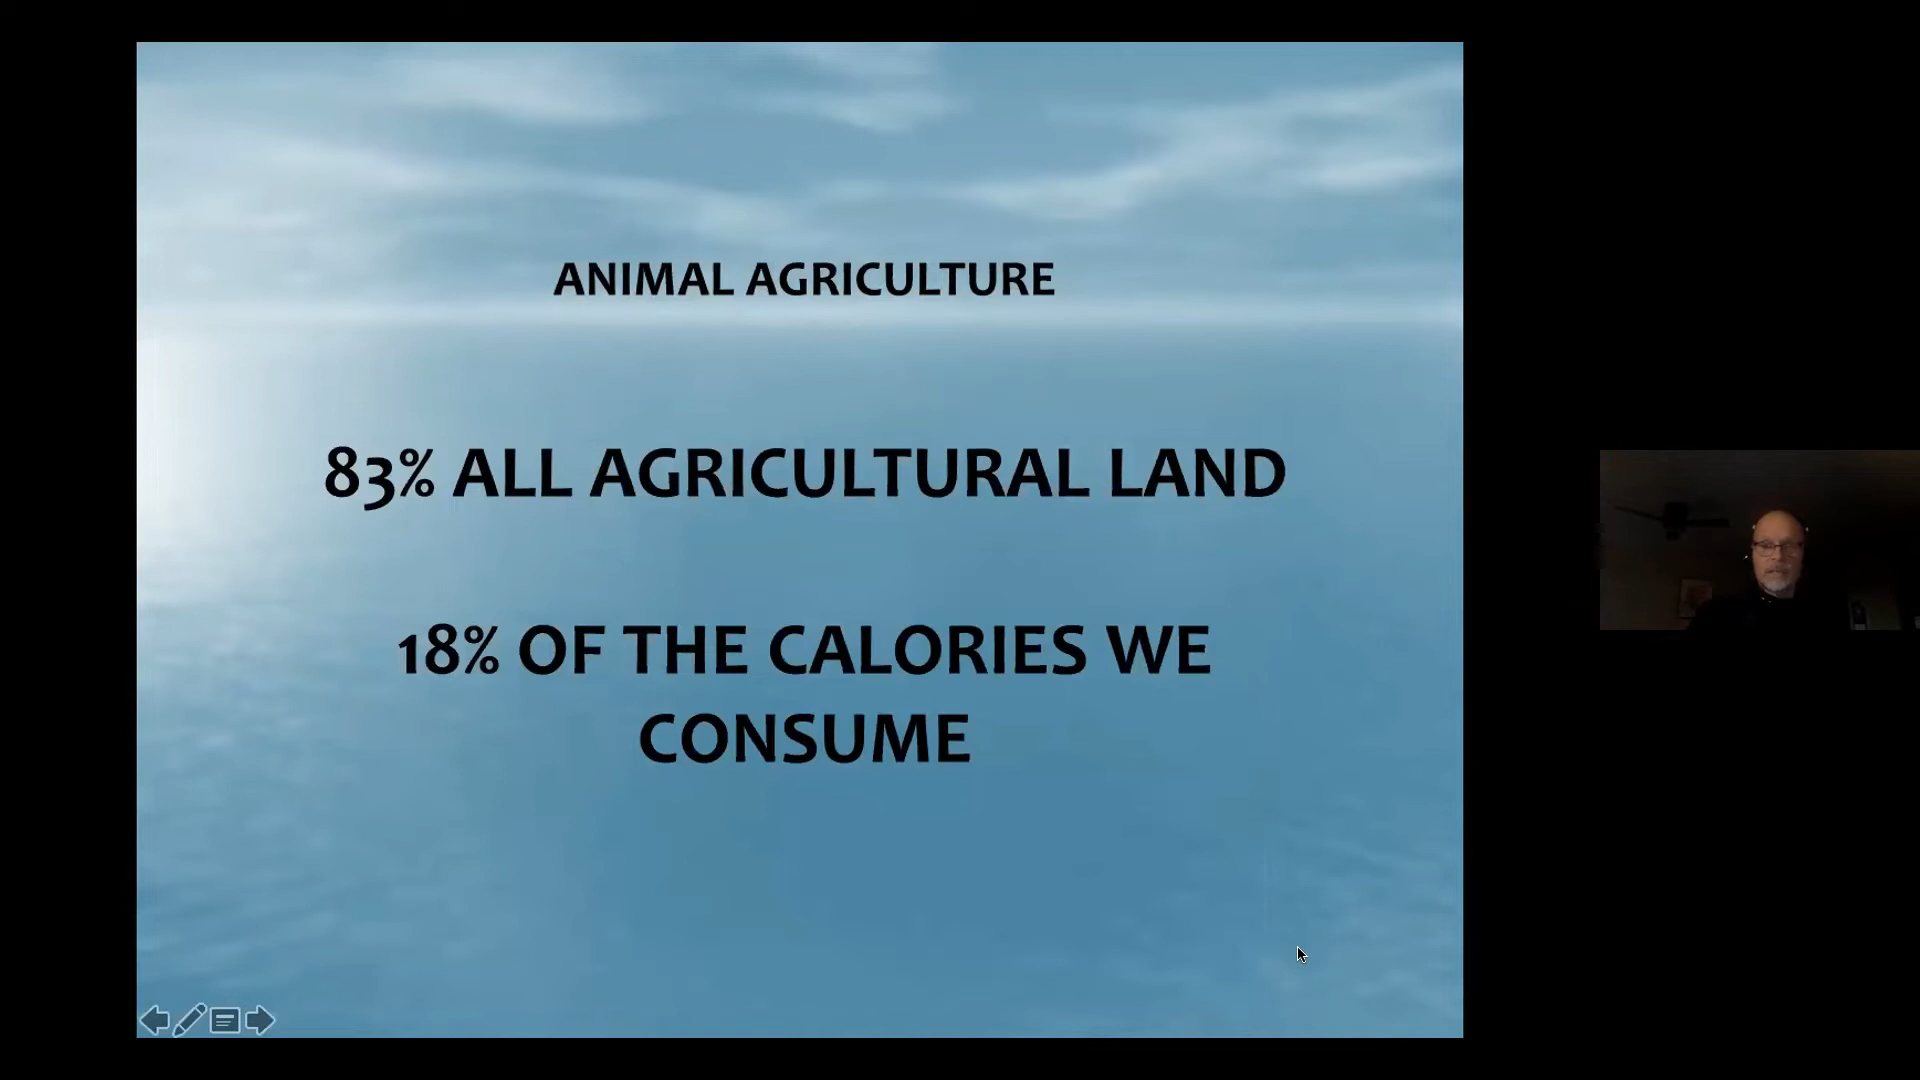 ANIMAL AGRICULTURE
83% ALL AGRICULTURAL LAND
18% OF THE CALORIES WE
CONSUME